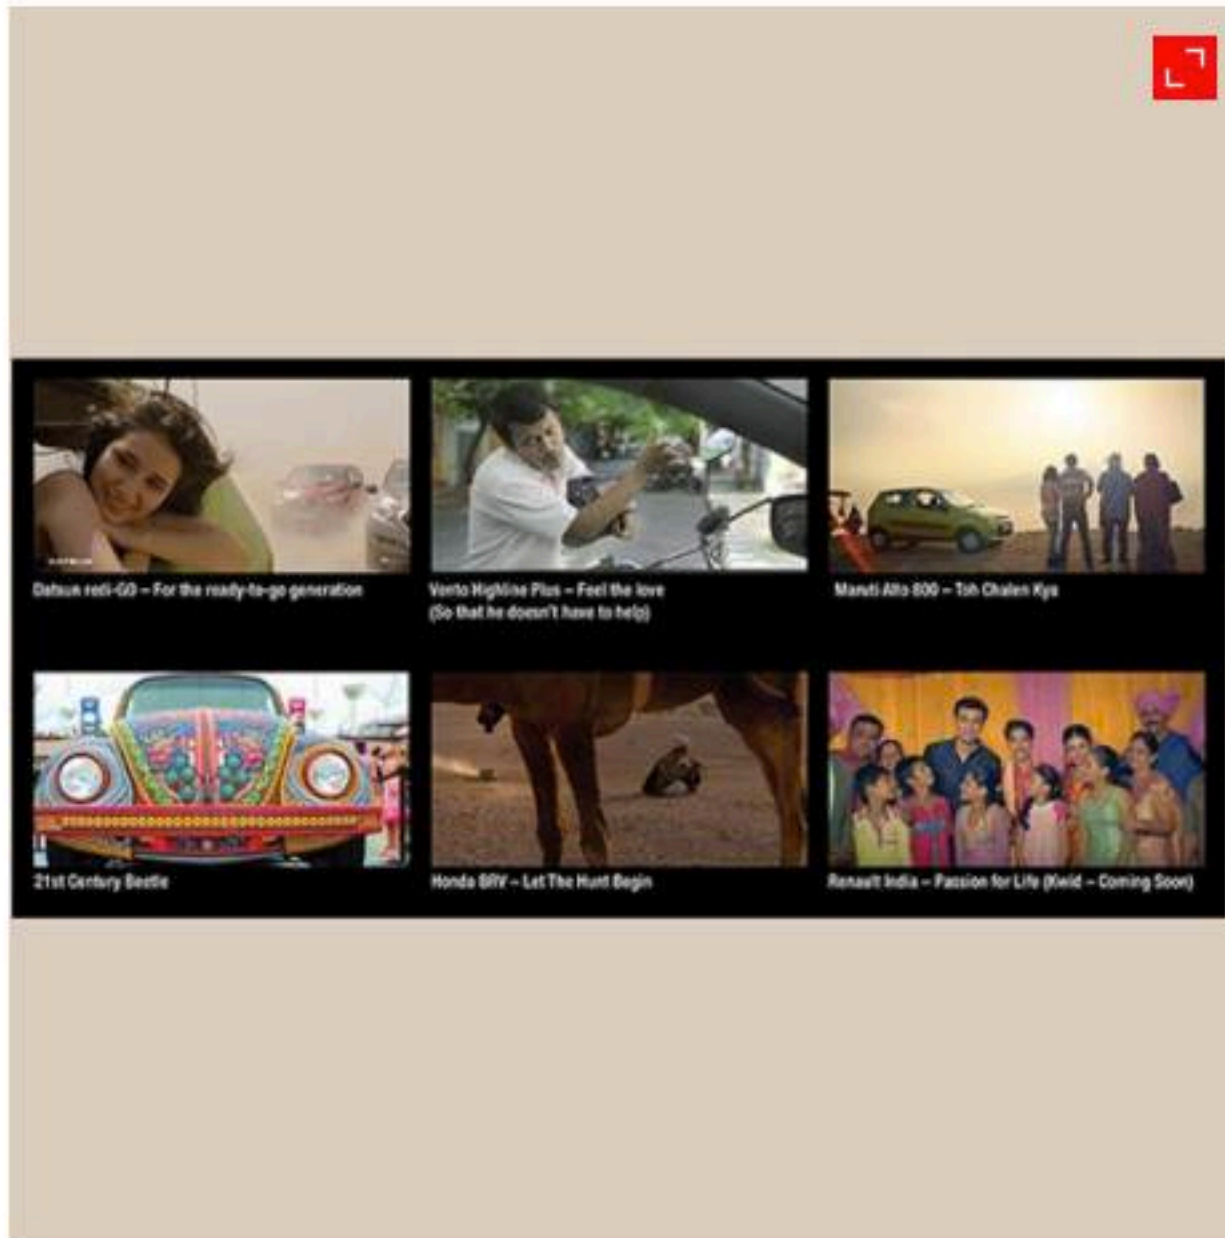 Datsun redi-GO – For the ready-to-go generation
Vento Highline Plus – Feel the love
(So that he doesn't have to help)
Maruti Alto 800 – Toh Chalen Kya
21st Century Beetle
Honda BRV – Let The Hunt Begin
Renault India – Passion for Life (Kwid – Coming Soon)